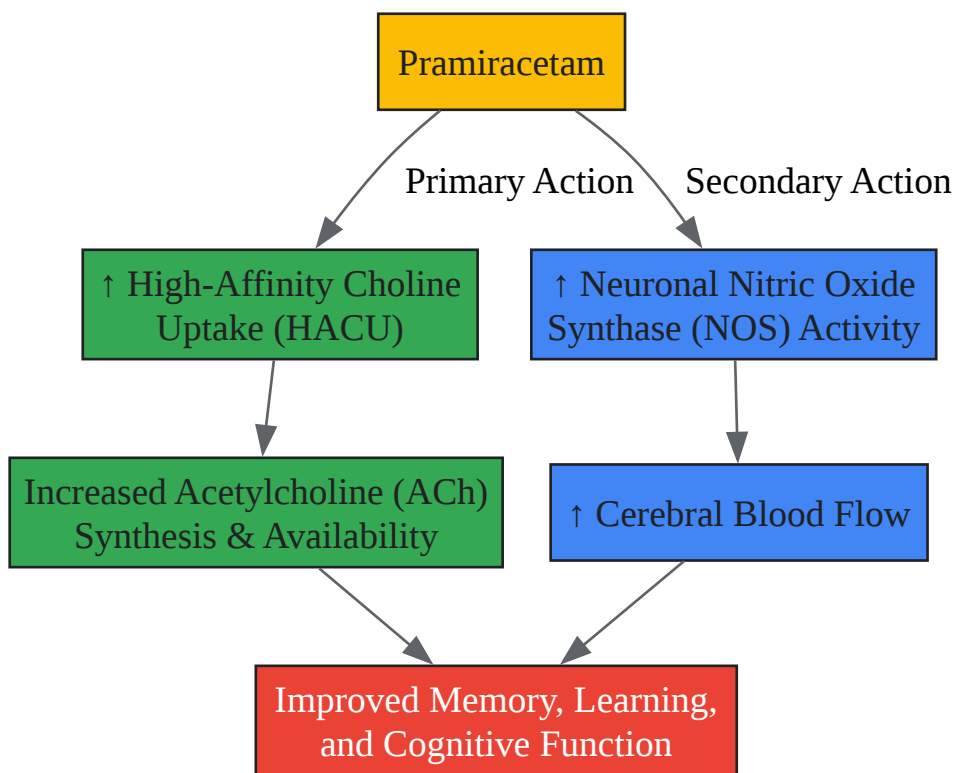 Pramiracetam
Primary Action
Secondary Action
↑ High-Affinity Choline
Uptake (HACU)
↑ Neuronal Nitric Oxide
Synthase (NOS) Activity
Increased Acetylcholine (ACh)
Synthesis & Availability
↑ Cerebral Blood Flow
Improved Memory, Learning,
and Cognitive Function